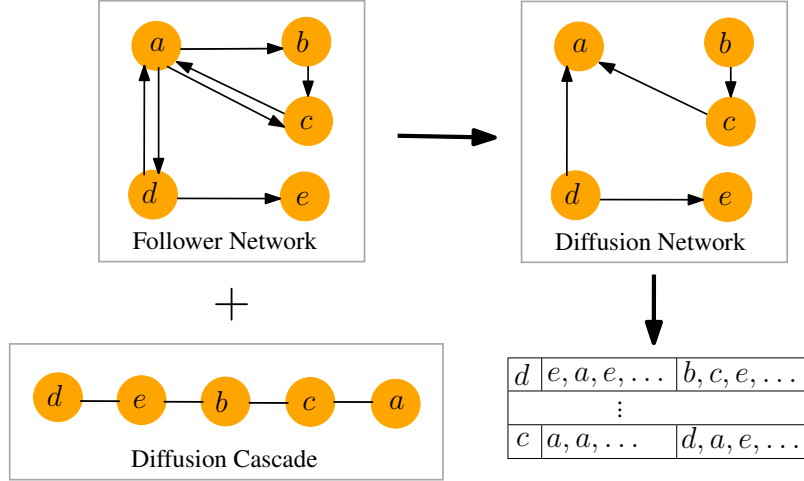 a
b
c
d
e
Follower Network
a
b
c
d
e
Diffusion Network
+
d e b c a
Diffusion Cascade
d e, a, e, . . . b, c, e, . . .
⋮
c a, a, . . . d, a, e, . . .